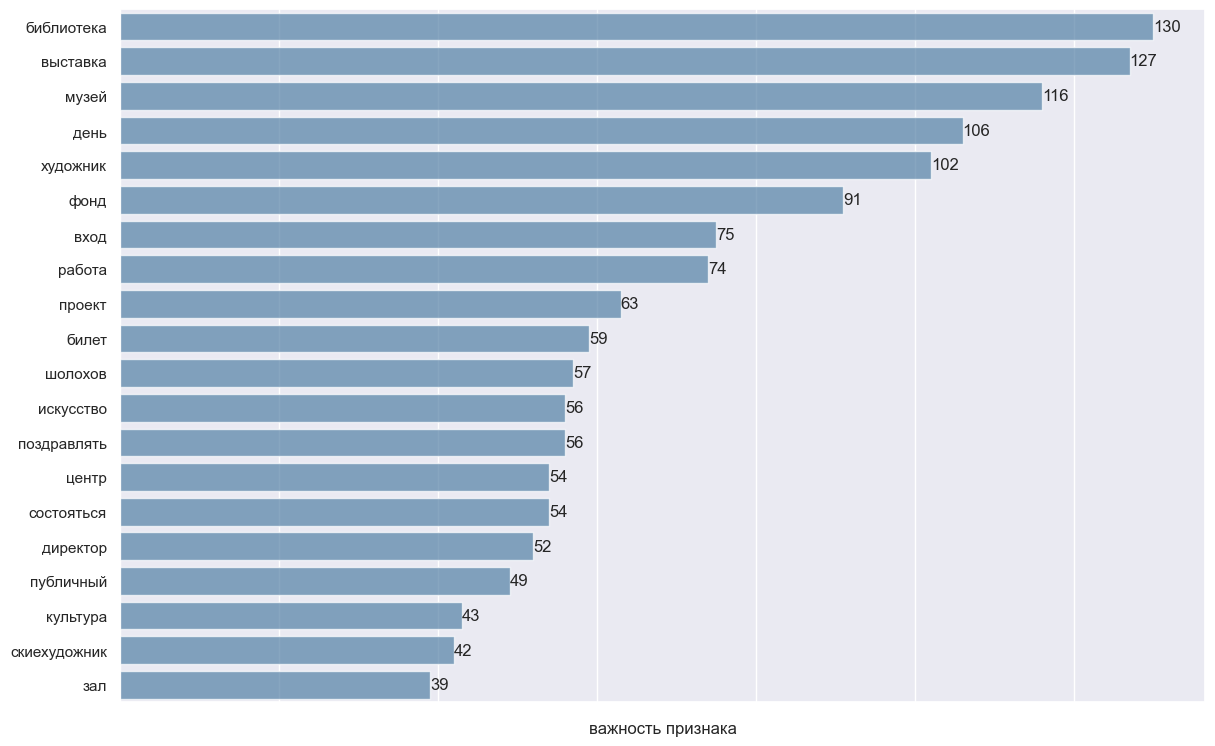 библиотека 130
выставка 127
музей 116
день 106
художник 102
фонд 91
вход 75
работа 74
проект 63
билет 59
шолохов 57
искусство 56
поздравлять 56
центр 54
состояться 54
директор 52
публичный 49
культура 43
скиехудожник 42
зал 39
важность признака